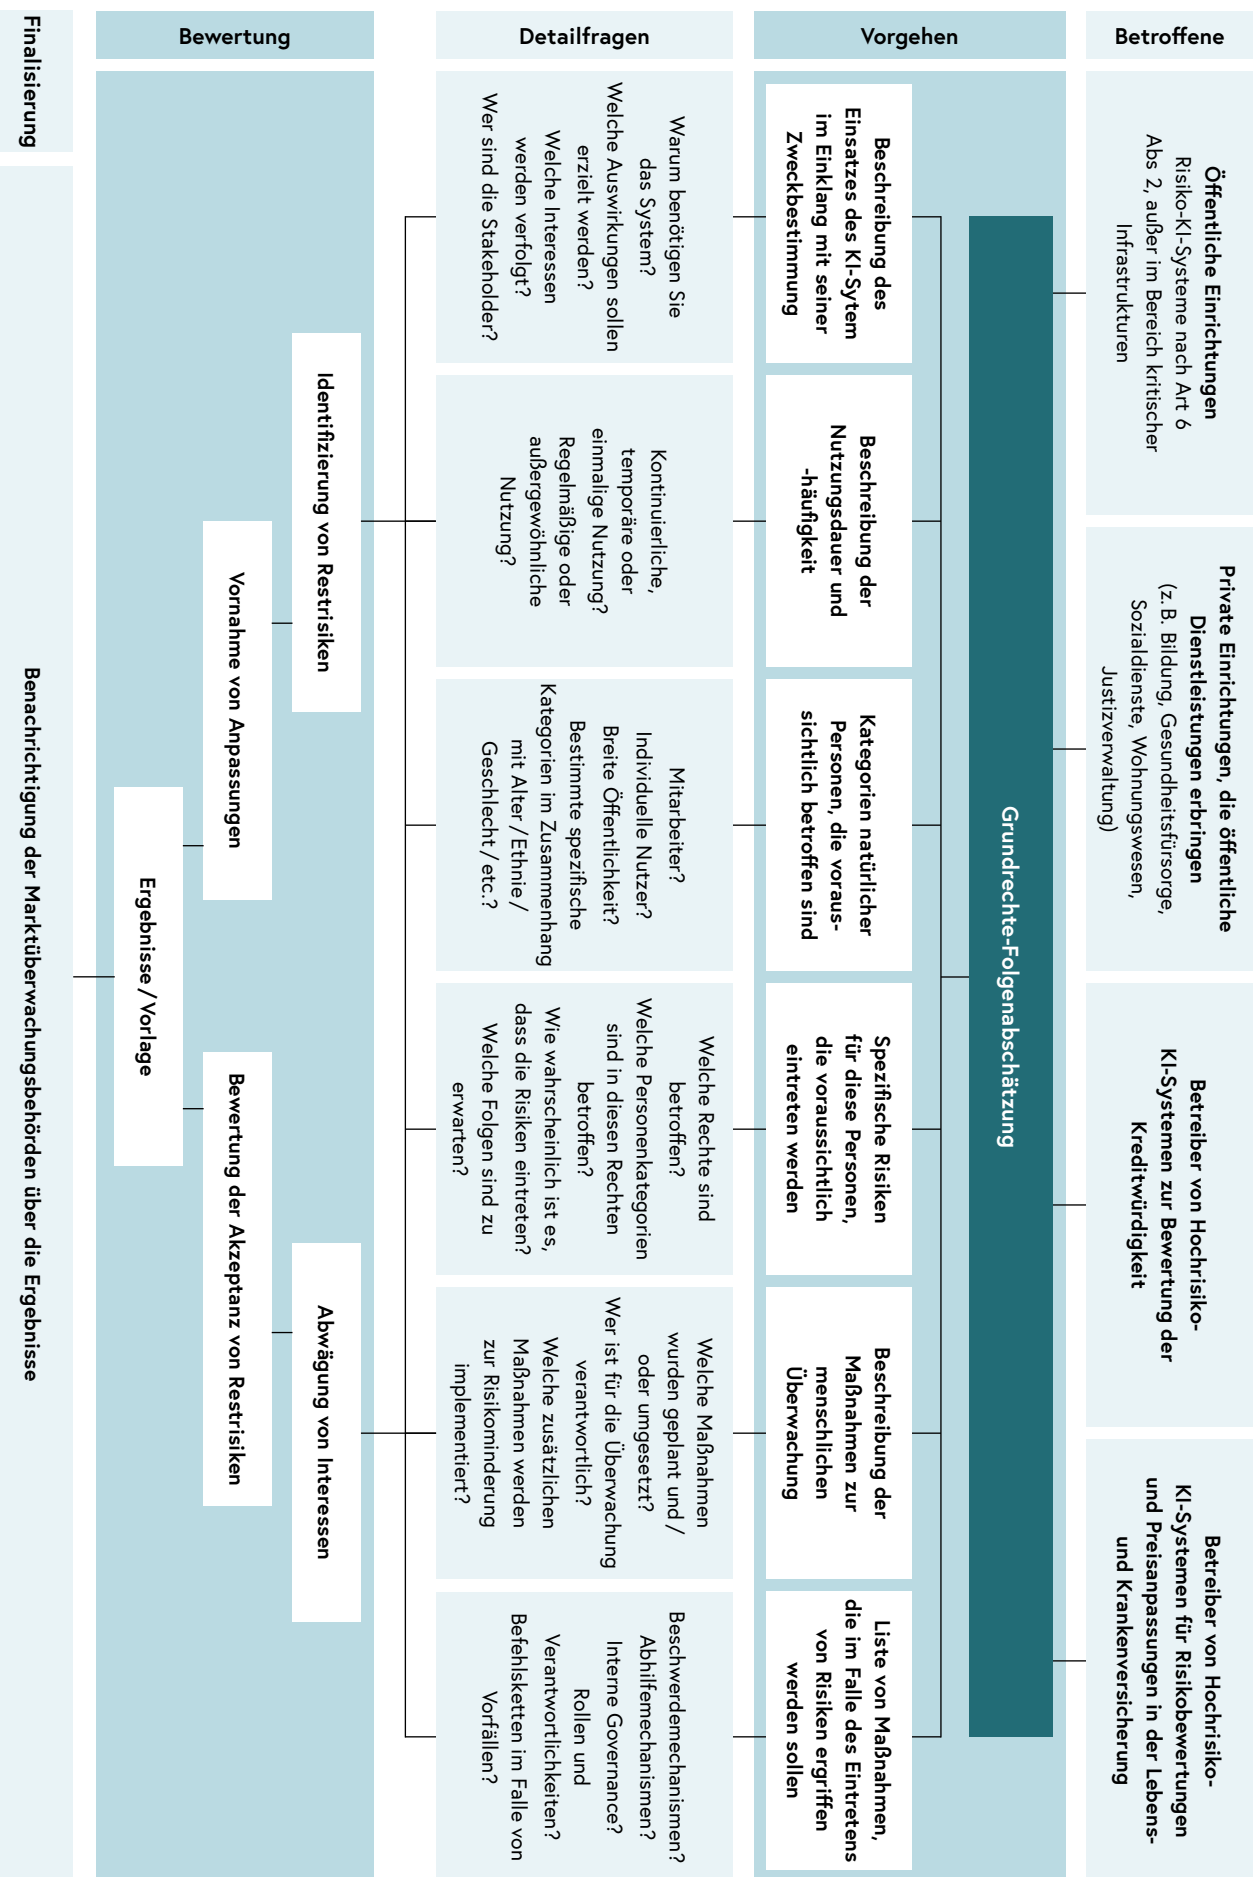 Betroffene
Öffentliche Einrichtungen
Risiko-KI-Systeme nach Art 6
Abs 2, außer im Bereich kritischer
Infrastrukturen
Private Einrichtungen, die öffentliche
Dienstleistungen erbringen
(z. B. Bildung, Gesundheitsfürsorge,
Sozialdienste, Wohnungswesen,
Justizverwaltung)
Betreiber von Hochrisiko-
KI-Systemen zur Bewertung der
Kreditwürdigkeit
Betreiber von Hochrisiko-
KI-Systemen für Risikobewertungen
und Preisanpassungen in der Lebens-
und Krankenversicherung
Vorgehen
Grundrechte-Folgenabschätzung
Beschreibung des
Einsatzes des KI-Sytem
im Einklang mit seiner
Zweckbestimmung
Beschreibung der
Nutzungsdauer und
-häufigkeit
Kategorien natürlicher
Personen, die voraus-
sichtlich betroffen sind
Spezifische Risiken
für diese Personen,
die voraussichtlich
eintreten werden
Beschreibung der
Maßnahmen zur
menschlichen
Überwachung
Liste von Maßnahmen,
die im Falle des Eintretens
von Risiken ergriffen
werden sollen
Detailfragen
Warum benötigen Sie
das System?
Welche Auswirkungen sollen
erzielt werden?
Welche Interessen
werden verfolgt?
Wer sind die Stakeholder?
Kontinuierliche,
temporäre oder
einmalige Nutzung?
Regelmäßige oder
außergewöhnliche
Nutzung?
Mitarbeiter?
Individuelle Nutzer?
Breite Öffentlichkeit?
Bestimmte spezifische
Kategorien im Zusammenhang
mit Alter / Ethnie /
Geschlecht / etc.?
Welche Rechte sind
betroffen?
Welche Personenkategorien
sind in diesen Rechten
betroffen?
Wie wahrscheinlich ist es,
dass die Risiken eintreten?
Welche Folgen sind zu
erwarten?
Welche Maßnahmen
wurden geplant und /
oder umgesetzt?
Wer ist für die Überwachung
verantwortlich?
Welche zusätzlichen
Maßnahmen werden
zur Risikominderung
implementiert?
Beschwerdemechanismen?
Abhilfemechanismen?
Interne Governance?
Rollen und
Verantwortlichkeiten?
Befehlsketten im Falle von
Vorfällen?
Bewertung
Identifizierung von Restrisiken
Abwägung von Interessen
Vornahme von Anpassungen
Bewertung der Akzeptanz von Restrisiken
Ergebnisse / Vorlage
Finalisierung
Benachrichtigung der Marktüberwachungsbehörden über die Ergebnisse